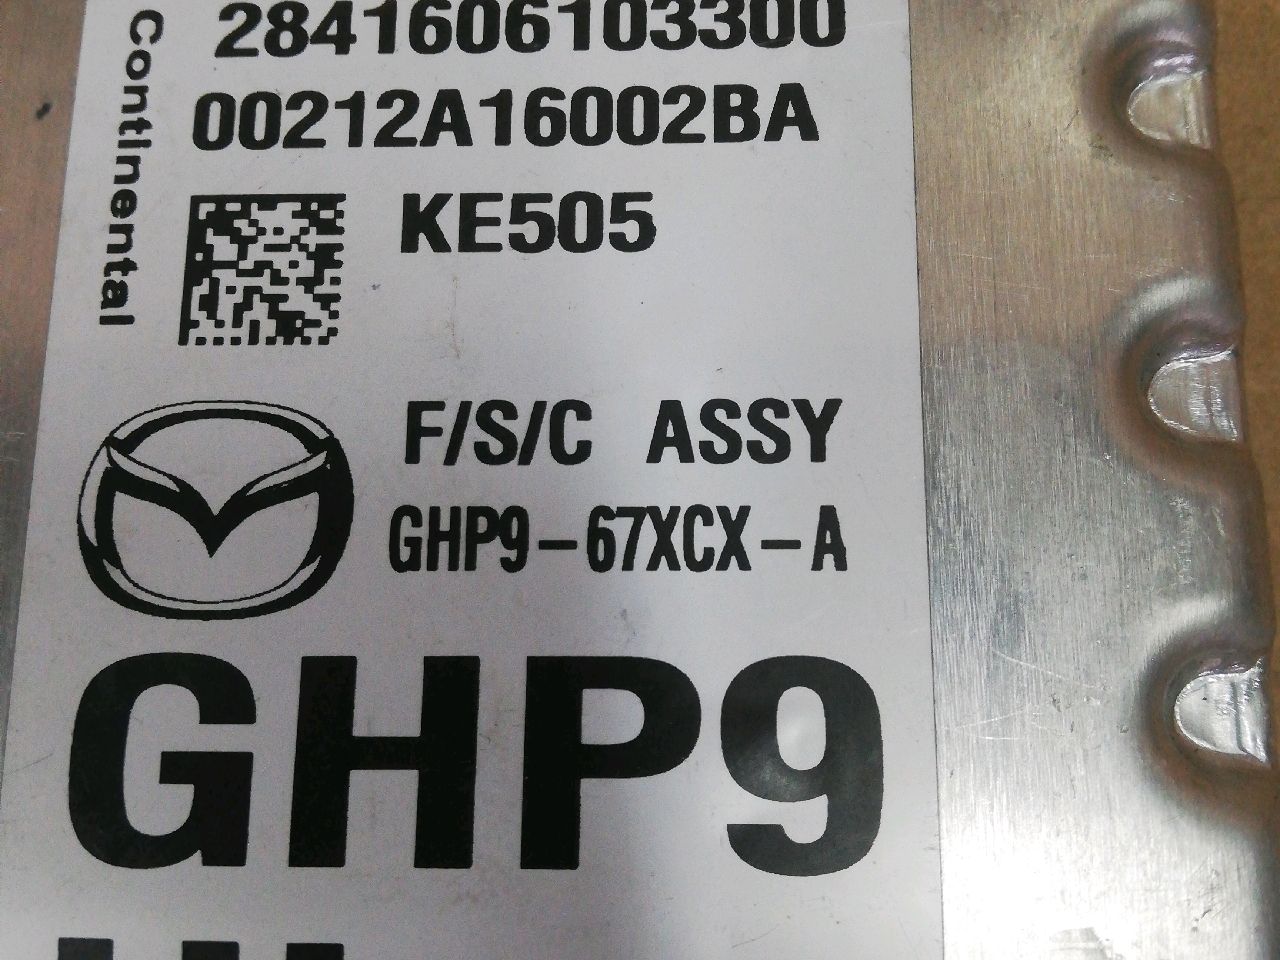 Continental
2841606103300
00212A16002BA
KE505
F/S/C ASSY
GHP9-67XCX-A
GHP9